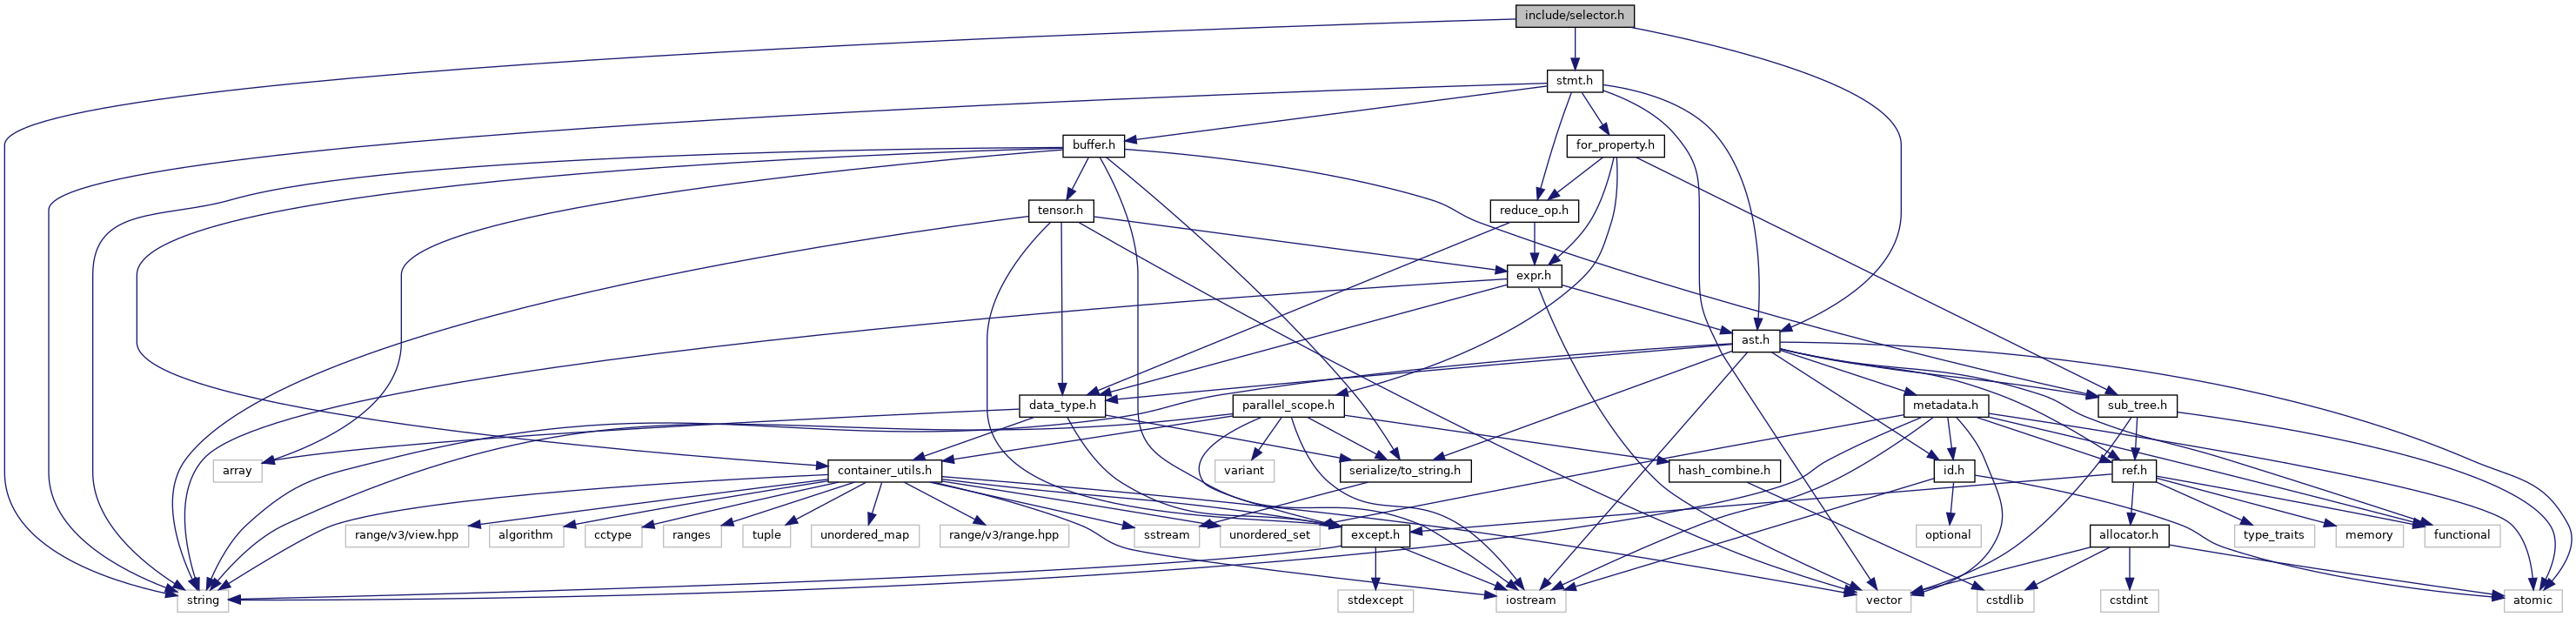 include/selector.h
stmt.h
buffer.h
for_property.h
tensor.h
reduce_op.h
expr.h
ast.h
data_type.h
parallel_scope.h
metadata.h
sub_tree.h
array
container_utils.h
variant
serialize/to_string.h
hash_combine.h
id.h
ref.h
range/v3/view.hpp
algorithm
cctype
ranges
tuple
unordered_map
range/v3/range.hpp
sstream
unordered_set
except.h
optional
allocator.h
type_traits
memory
functional
string
stdexcept
iostream
vector
cstdlib
cstdint
atomic